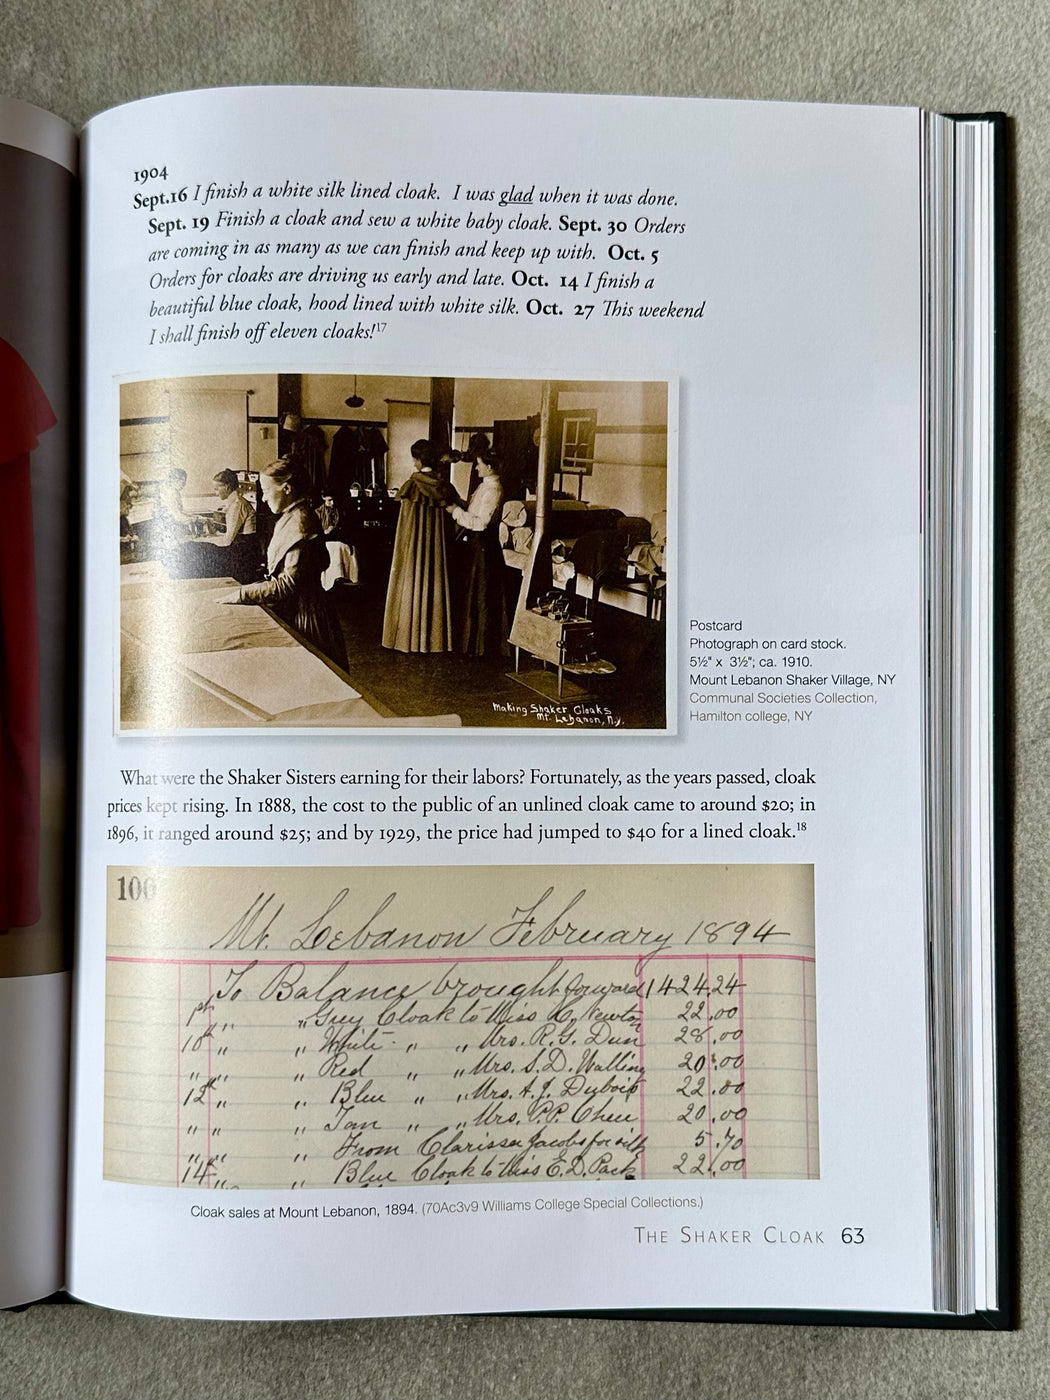 1904
Sept.16 I finish a white silk lined cloak. I was glad when it was done.
Sept. 19 Finish a cloak and sew a white baby cloak. Sept. 30 Orders
are coming in as many as we can finish and keep up with. Oct. 5
Orders for cloaks are driving us early and late. Oct. 14 I finish a
beautiful blue cloak, hood lined with white silk. Oct. 27 This weekend
I shall finish off eleven cloaks!17
Making Shaker Cloaks
Mt. Lebanon, N.y.
Postcard
Photograph on card stock.
5½" x 3½"; ca. 1910.
Mount Lebanon Shaker Village, NY
Communal Societies Collection,
Hamilton college, NY
What were the Shaker Sisters earning for their labors? Fortunately, as the years passed, cloak
prices kept rising. In 1888, the cost to the public of an unlined cloak came to around $20; in
1896, it ranged around $25; and by 1929, the price had jumped to $40 for a lined cloak.18
100
Mt. Lebanon February 1894
To Balance brought forward 1424.24
1st " " Grey Cloak to Miss K. Newton 22.00
10th " " White " " Mrs. R.G. Dun 28.00
" " " Red " " Mrs. S.D. Walling 20.00
12th " " Blue " " Mrs. A.J. Dubois 22.00
" " " Tan " " Mrs. P.P. 20.00
" " " From Clarissa Jacobs for silk 5.70
14th " " Blue Cloak to Miss E.D. Park 22.00
Cloak sales at Mount Lebanon, 1894. (70Ac3v9 Williams College Special Collections.)
THE SHAKER CLOAK 63